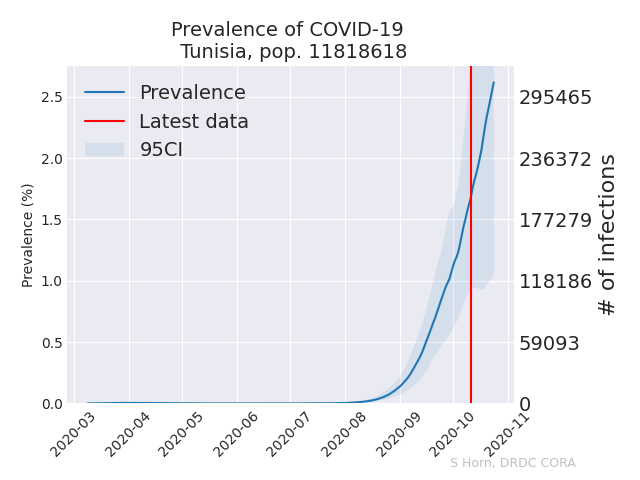 Prevalence of COVID-19
Tunisia, pop. 11818618
Prevalence
Latest data
95CI
Prevalence (%)
2.5
2.0
1.5
1.0
0.5
0.0
295465
236372
177279
118186
59093
0
# of infections
2020-03
2020-04
2020-05
2020-06
2020-07
2020-08
2020-09
2020-10
2020-11
S Horn, DRDC CORA